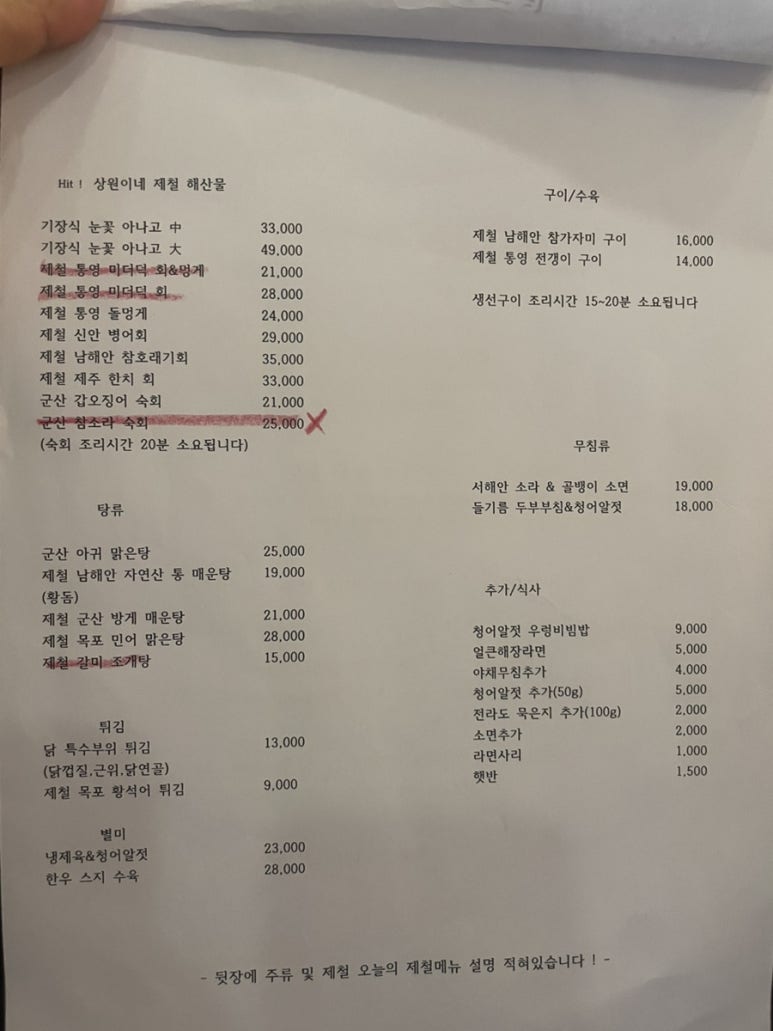 Hit ! 상원이네 제철 해산물
기장식 눈꽃 아나고 中 33,000
기장식 눈꽃 아나고 大 49,000
제철 통영 미더덕 회&멍게 21,000
제철 통영 미더덕 회 28,000
제철 통영 돌멍게 24,000
제철 신안 병어회 29,000
제철 남해안 참호래기회 35,000
제철 제주 한치 회 33,000
군산 갑오징어 숙회 21,000
군산 참소라 숙회 25,000
(숙회 조리시간 20분 소요됩니다)
탕류
군산 아귀 맑은탕 25,000
제철 남해안 자연산 통 매운탕 19,000
(황돔)
제철 군산 방게 매운탕 21,000
제철 목포 민어 맑은탕 28,000
제철 갈미 조개탕 15,000
튀김
닭 특수부위 튀김 13,000
(닭껍질,근위,닭연골)
제철 목포 황석어 튀김 9,000
별미
냉제육&청어알젓 23,000
한우 스지 수육 28,000
구이/수육
제철 남해안 참가자미 구이 16,000
제철 통영 전갱이 구이 14,000
생선구이 조리시간 15~20분 소요됩니다
무침류
서해안 소라 & 골뱅이 소면 19,000
들기름 두부부침&청어알젓 18,000
추가/식사
청어알젓 우렁비빔밥 9,000
얼큰해장라면 5,000
야채무침추가 4,000
청어알젓 추가(50g) 5,000
전라도 묵은지 추가(100g) 2,000
소면추가 2,000
라면사리 1,000
햇반 1,500
- 뒷장에 주류 및 제철 오늘의 제철메뉴 설명 적혀있습니다 ! -